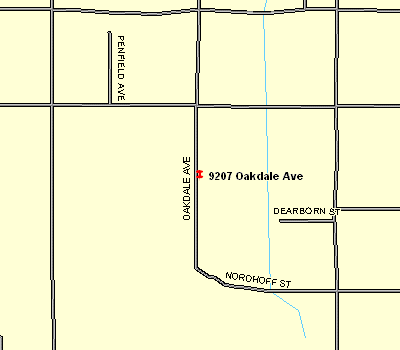 PENFIELD AVE
OAKDALE AVE
9207 Oakdale Ave
DEARBORN ST
NORDHOFF ST